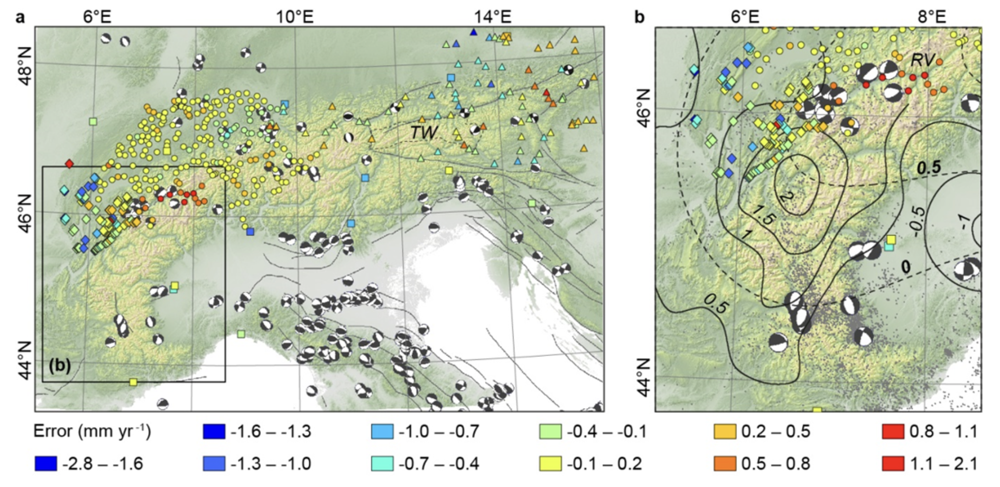 a
6°E
10°E
14°E
b
6°E
8°E
48°N
46°N
44°N
TW
(b)
46°N
44°N
RV
0.5
2
1.5
1
-0.5
-1
0
0.5
Error (mm yr⁻¹)
-1.6 – -1.3
-1.0 – -0.7
-0.4 – -0.1
0.2 – 0.5
0.8 – 1.1
-2.8 – -1.6
-1.3 – -1.0
-0.7 – -0.4
-0.1 – 0.2
0.5 – 0.8
1.1 – 2.1